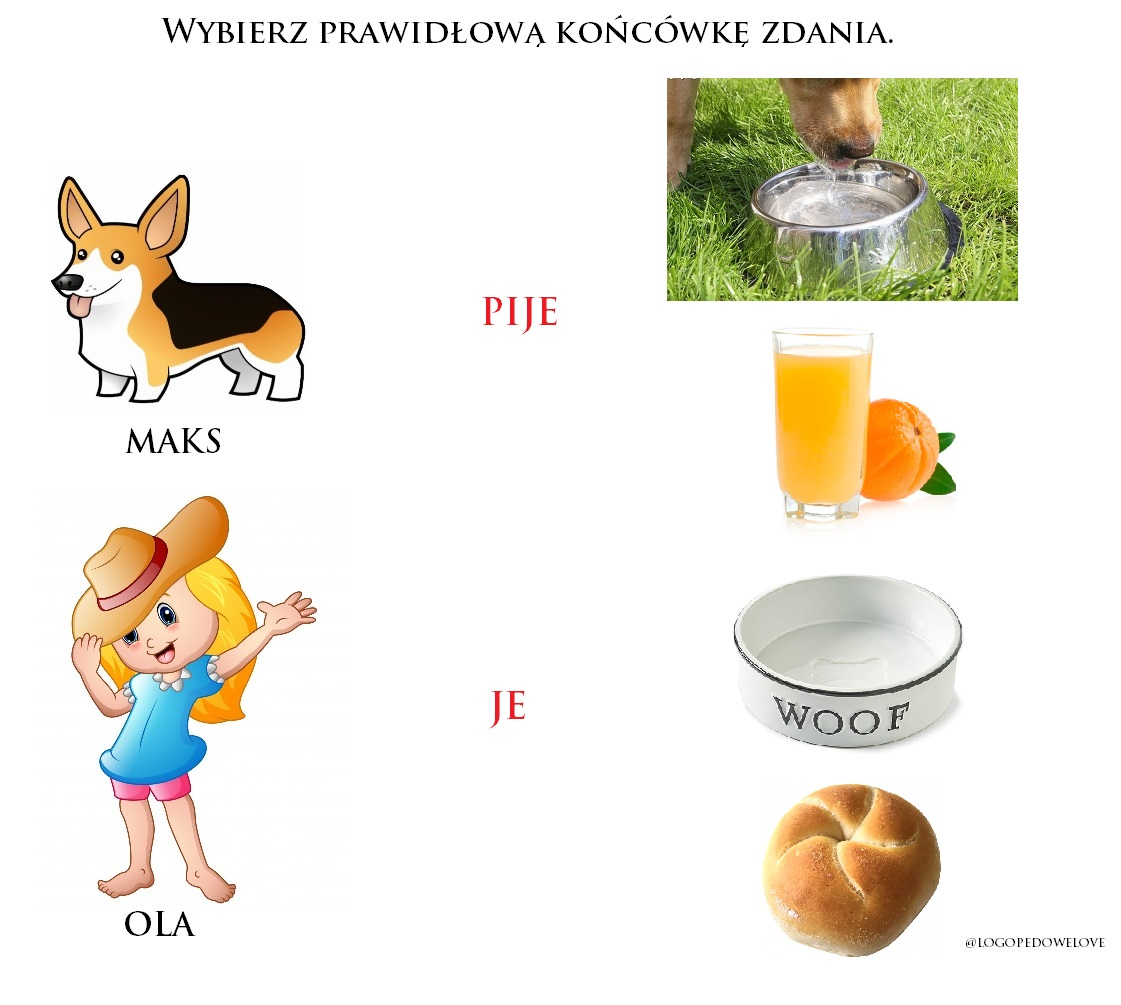 Wybierz prawidłową końcówkę zdania.
PIJE
MAKS
WOOF
JE
OLA
@LOGOPEDOWELOVE